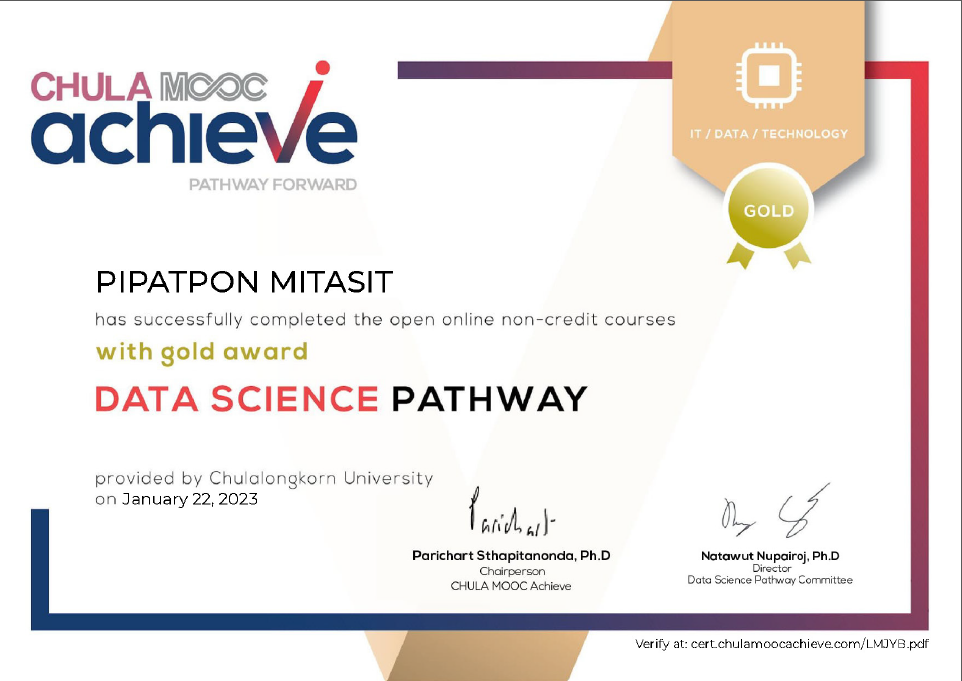 CHULA MOOC
achieve
PATHWAY FORWARD
IT / DATA / TECHNOLOGY
GOLD
PIPATPON MITASIT
has successfully completed the open online non-credit courses
with gold award
DATA SCIENCE PATHWAY
provided by Chulalongkorn University
on January 22, 2023
Parichart
Parichart Sthapitanonda, Ph.D
Chairperson
CHULA MOOC Achieve
Natawut Nupairoj, Ph.D
Director
Data Science Pathway Committee
Verify at: cert.chulamoocachieve.com/LMJYB.pdf